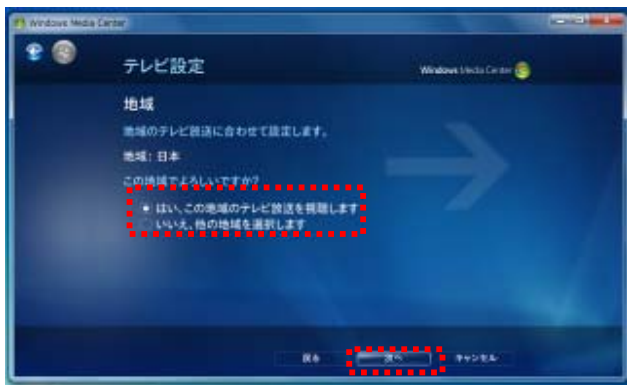 Windows Media Center
テレビ設定
Windows Media Center
地域
地域のテレビ放送に合わせて設定します。
地域: 日本
この地域でよろしいですか?
はい、この地域のテレビ放送を視聴します
いいえ、他の地域を選択します
戻る 次へ キャンセル